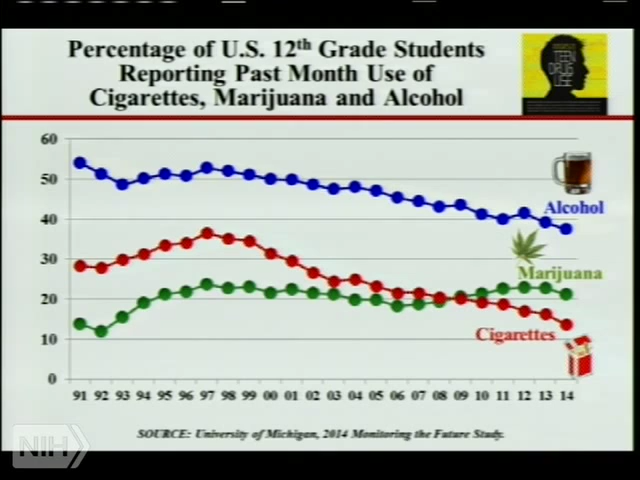 Percentage of U.S. 12th Grade Students
Reporting Past Month Use of
Cigarettes, Marijuana and Alcohol
TEEN
DRUG
USE
60
50
40
30
20
10
0
Alcohol
Marijuana
Cigarettes
91 92 93 94 95 96 97 98 99 00 01 02 03 04 05 06 07 08 09 10 11 12 13 14
SOURCE: University of Michigan, 2014 Monitoring the Future Study.
NIH